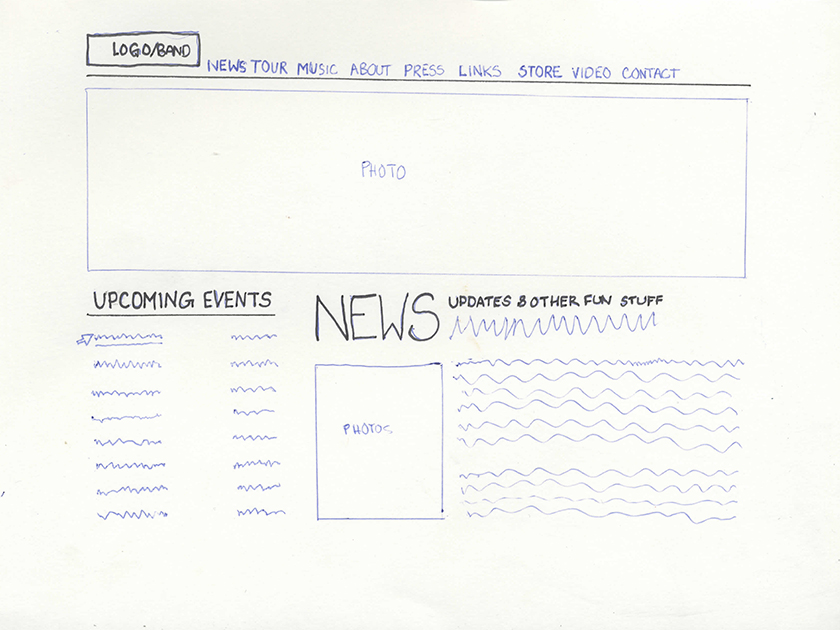 LOGO/BAND
NEWS TOUR MUSIC ABOUT PRESS LINKS STORE VIDEO CONTACT
PHOTO
UPCOMING EVENTS
NEWS
UPDATES & OTHER FUN STUFF
PHOTOS